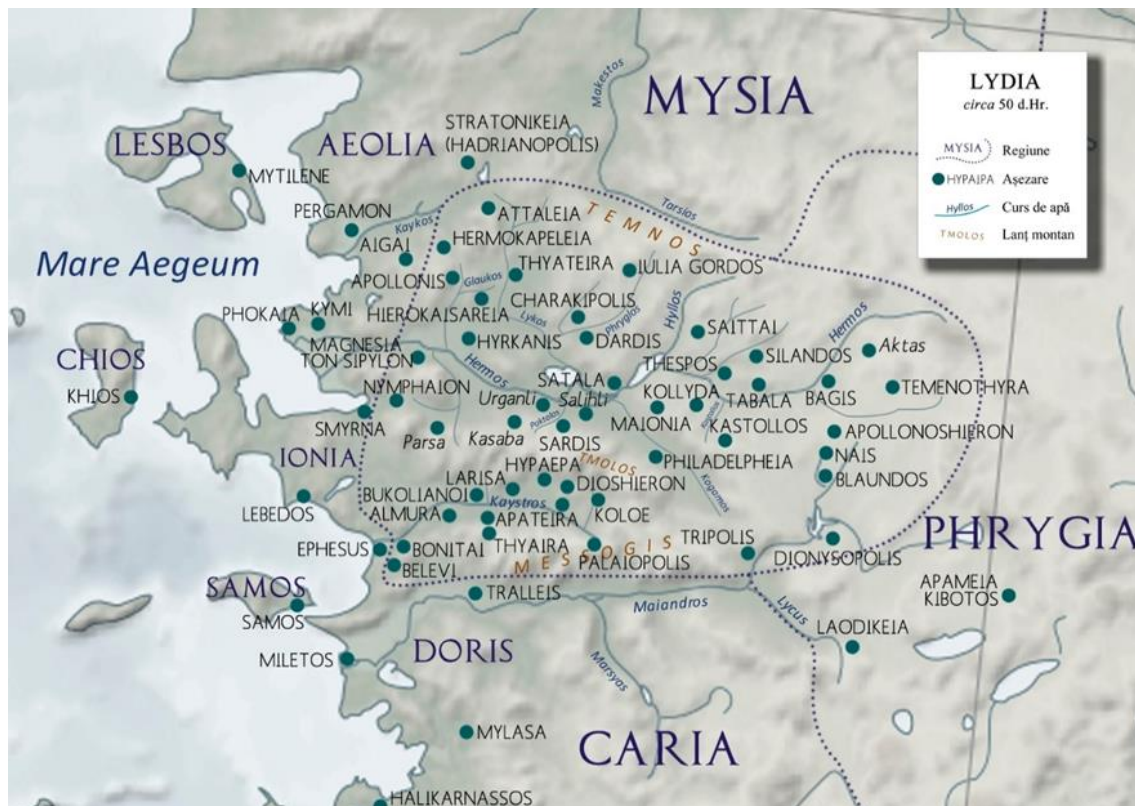 LYDIA
circa 50 d.Hr.
MYSIA
Regiune
HYPAIPA
Așezare
Hyllos
Curs de apă
TMOLOS
Lanț montan
MYSIA
Makestos
STRATONIKEIA
(HADRIANOPOLIS)
LESBOS
AEOLIA
MYTILENE
Tarsios
PERGAMON
Kaykos
ATTALEIA
TEMNOS
AIGAI
HERMOKAPELEIA
Mare Aegeum
APOLLONIS
Glaukos
THYATEIRA
IULIA GORDOS
PHOKAIA
KYMI
HIEROKAISAREIA
CHARAKIPOLIS
Lykos
Phrygios
Hyllos
Hermos
SAITTAI
MAGNESIA
TON SIPYLON
HYRKANIS
DARDIS
Aktas
CHIOS
THESPOS
SILANDOS
Hermos
NYMPHAION
SATALA
KOLLYDA
TABALA
BAGIS
TEMENOTHYRA
KHIOS
Urganli
Salihli
SMYRNA
Paktolos
MAIONIA
Parsa
Kasaba
SARDIS
KASTOLLOS
APOLLONOSHIERON
IONIA
HYPAEPA
TMOLOS
PHILADELPHEIA
NAIS
LARISA
DIOSHIERON
Kogamos
BLAUNDOS
BUKOLIANOI
Kaystros
LEBEDOS
ALMURA
APATEIRA
KOLOE
EPHESUS
BONITAI
THYAIRA
MESSOGIS
TRIPOLIS
PHRYGIA
BELEVI
PALAIOPOLIS
DIONYSOPOLIS
SAMOS
TRALLEIS
APAMEIA
KIBOTOS
SAMOS
Maiandros
Lycus
LAODIKEIA
MILETOS
DORIS
Marsyas
MYLASA
CARIA
HALIKARNASSOS